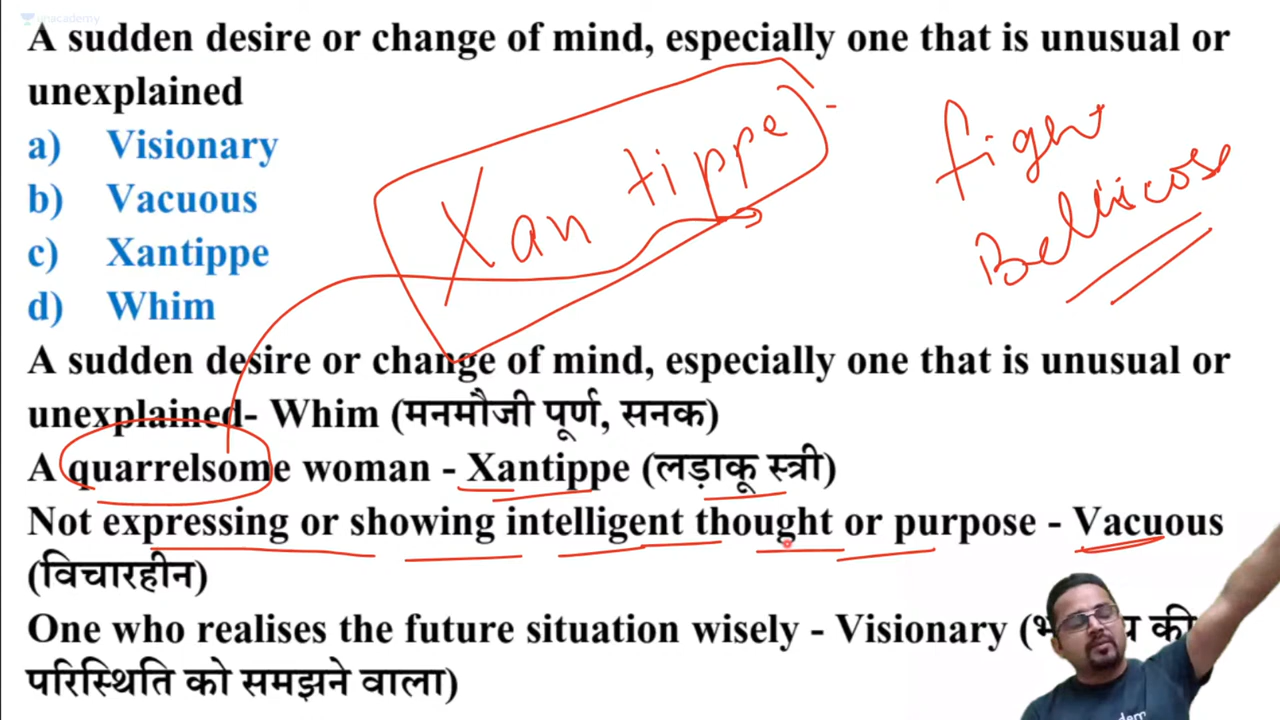 unacademy
A sudden desire or change of mind, especially one that is unusual or
unexplained
a) Visionary
b) Vacuous
c) Xantippe
d) Whim
Xantippe
fight
Bellicose
A sudden desire or change of mind, especially one that is unusual or
unexplained- Whim (मनमौजी पूर्ण, सनक)
A quarrelsome woman - Xantippe (लड़ाकू स्त्री)
Not expressing or showing intelligent thought or purpose - Vacuous
(विचारहीन)
One who realises the future situation wisely - Visionary ( की
परिस्थिति को समझने वाला)